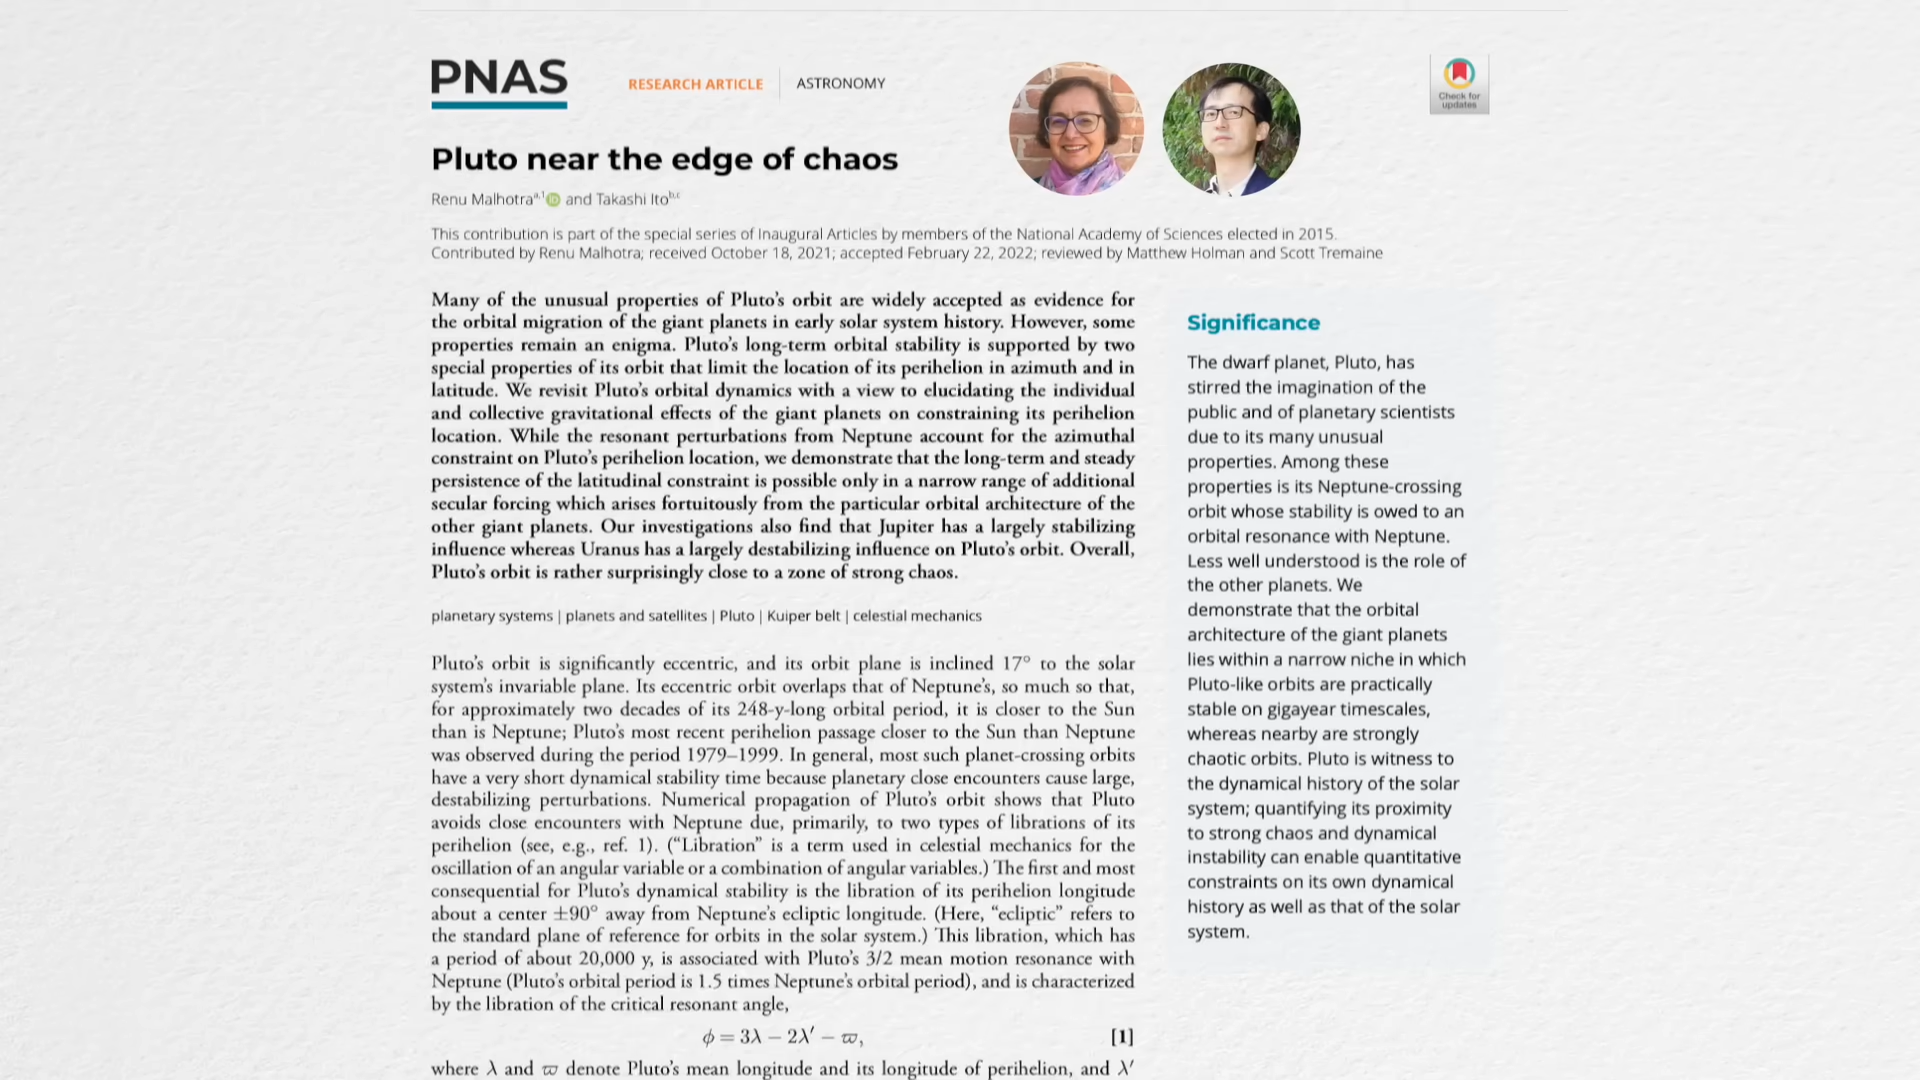 PNAS
RESEARCH ARTICLE | ASTRONOMY
Check for
updates
Pluto near the edge of chaos
Renu Malhotraᵃ,¹ iD and Takashi Itoᵇ,ᶜ
This contribution is part of the special series of Inaugural Articles by members of the National Academy of Sciences elected in 2015.
Contributed by Renu Malhotra; received October 18, 2021; accepted February 22, 2022; reviewed by Matthew Holman and Scott Tremaine
Many of the unusual properties of Pluto's orbit are widely accepted as evidence for
the orbital migration of the giant planets in early solar system history. However, some
properties remain an enigma. Pluto's long-term orbital stability is supported by two
special properties of its orbit that limit the location of its perihelion in azimuth and in
latitude. We revisit Pluto's orbital dynamics with a view to elucidating the individual
and collective gravitational effects of the giant planets on constraining its perihelion
location. While the resonant perturbations from Neptune account for the azimuthal
constraint on Pluto's perihelion location, we demonstrate that the long-term and steady
persistence of the latitudinal constraint is possible only in a narrow range of additional
secular forcing which arises fortuitously from the particular orbital architecture of the
other giant planets. Our investigations also find that Jupiter has a largely stabilizing
influence whereas Uranus has a largely destabilizing influence on Pluto's orbit. Overall,
Pluto's orbit is rather surprisingly close to a zone of strong chaos.
planetary systems | planets and satellites | Pluto | Kuiper belt | celestial mechanics
Pluto's orbit is significantly eccentric, and its orbit plane is inclined 17° to the solar
system's invariable plane. Its eccentric orbit overlaps that of Neptune's, so much so that,
for approximately two decades of its 248-y-long orbital period, it is closer to the Sun
than is Neptune; Pluto's most recent perihelion passage closer to the Sun than Neptune
was observed during the period 1979–1999. In general, most such planet-crossing orbits
have a very short dynamical stability time because planetary close encounters cause large,
destabilizing perturbations. Numerical propagation of Pluto's orbit shows that Pluto
avoids close encounters with Neptune due, primarily, to two types of librations of its
perihelion (see, e.g., ref. 1). (“Libration” is a term used in celestial mechanics for the
oscillation of an angular variable or a combination of angular variables.) The first and most
consequential for Pluto's dynamical stability is the libration of its perihelion longitude
about a center ±90° away from Neptune's ecliptic longitude. (Here, “ecliptic” refers to
the standard plane of reference for orbits in the solar system.) This libration, which has
a period of about 20,000 y, is associated with Pluto's 3/2 mean motion resonance with
Neptune (Pluto's orbital period is 1.5 times Neptune's orbital period), and is characterized
by the libration of the critical resonant angle,
ϕ = 3λ − 2λ′ − ϖ, [1]
where λ and ϖ denote Pluto's mean longitude and its longitude of perihelion, and λ′
Significance
The dwarf planet, Pluto, has
stirred the imagination of the
public and of planetary scientists
due to its many unusual
properties. Among these
properties is its Neptune-crossing
orbit whose stability is owed to an
orbital resonance with Neptune.
Less well understood is the role of
the other planets. We
demonstrate that the orbital
architecture of the giant planets
lies within a narrow niche in which
Pluto-like orbits are practically
stable on gigayear timescales,
whereas nearby are strongly
chaotic orbits. Pluto is witness to
the dynamical history of the solar
system; quantifying its proximity
to strong chaos and dynamical
instability can enable quantitative
constraints on its own dynamical
history as well as that of the solar
system.